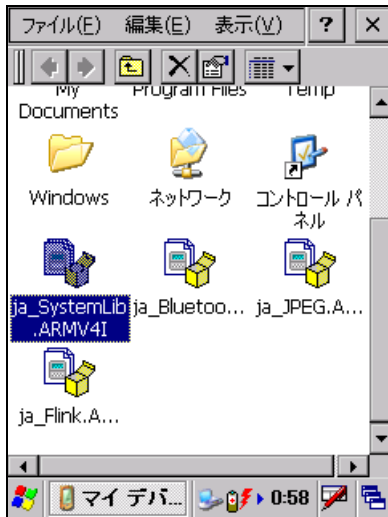 ファイル(F) 編集(E) 表示(V) ? ×
My Program Files Temp
Documents
Windows ネットワーク コントロール パ
ネル
ja_SystemLib ja_Bluetoo... ja_JPEG.A...
.ARMV4I
ja_Flink.A...
マイ デバ... 0:58